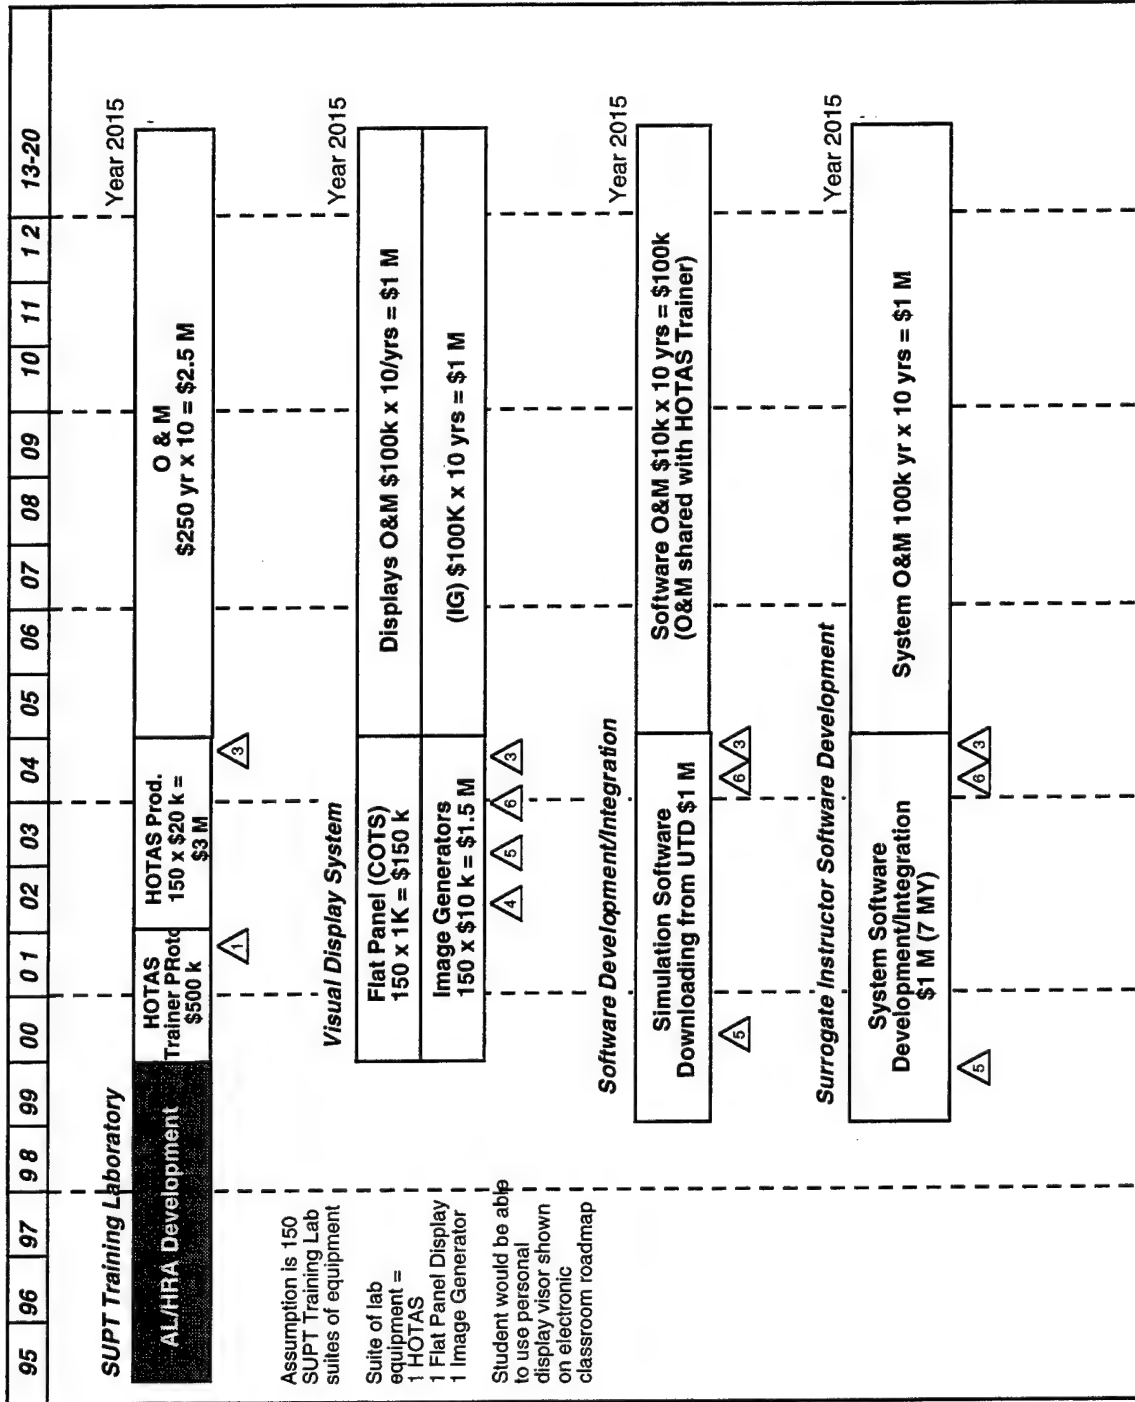 95 96 97 98 99 00 01 02 03 04 05 06 07 08 09 10 11 12 13-20
SUPT Training Laboratory
Year 2015
AL/HRA Development
HOTAS
Trainer PRoto
$500 k
HOTAS Prod.
150 x $20 k =
$3 M
O & M
$250 yr x 10 = $2.5 M
1
3
Assumption is 150
SUPT Training Lab
suites of equipment
Suite of lab
equipment =
1 HOTAS
1 Flat Panel Display
1 Image Generator
Student would be able
to use personal
display visor shown
on electronic
classroom roadmap
Visual Display System
Year 2015
Flat Panel (COTS)
150 x 1K = $150 k
Displays O&M $100k x 10/yrs = $1 M
Image Generators
150 x $10 k = $1.5 M
(IG) $100K x 10 yrs = $1 M
4
5
6
3
Software Development/Integration
Year 2015
Simulation Software
Downloading from UTD $1 M
Software O&M $10k x 10 yrs = $100k
(O&M shared with HOTAS Trainer)
5
6
3
Surrogate Instructor Software Development
Year 2015
System Software
Development/Integration
$1 M (7 MY)
System O&M 100k yr x 10 yrs = $1 M
5
6
3